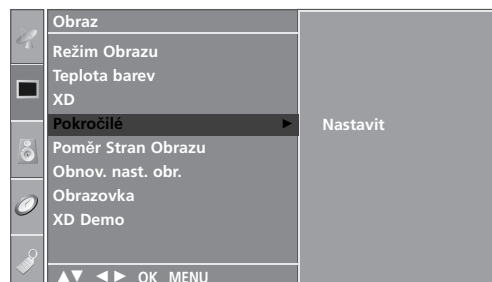 Obraz
Režim Obrazu
Teplota barev
XD
Pokročilé ► Nastavit
Poměr Stran Obrazu
Obnov. nast. obr.
Obrazovka
XD Demo
▲▼ ◄► OK MENU